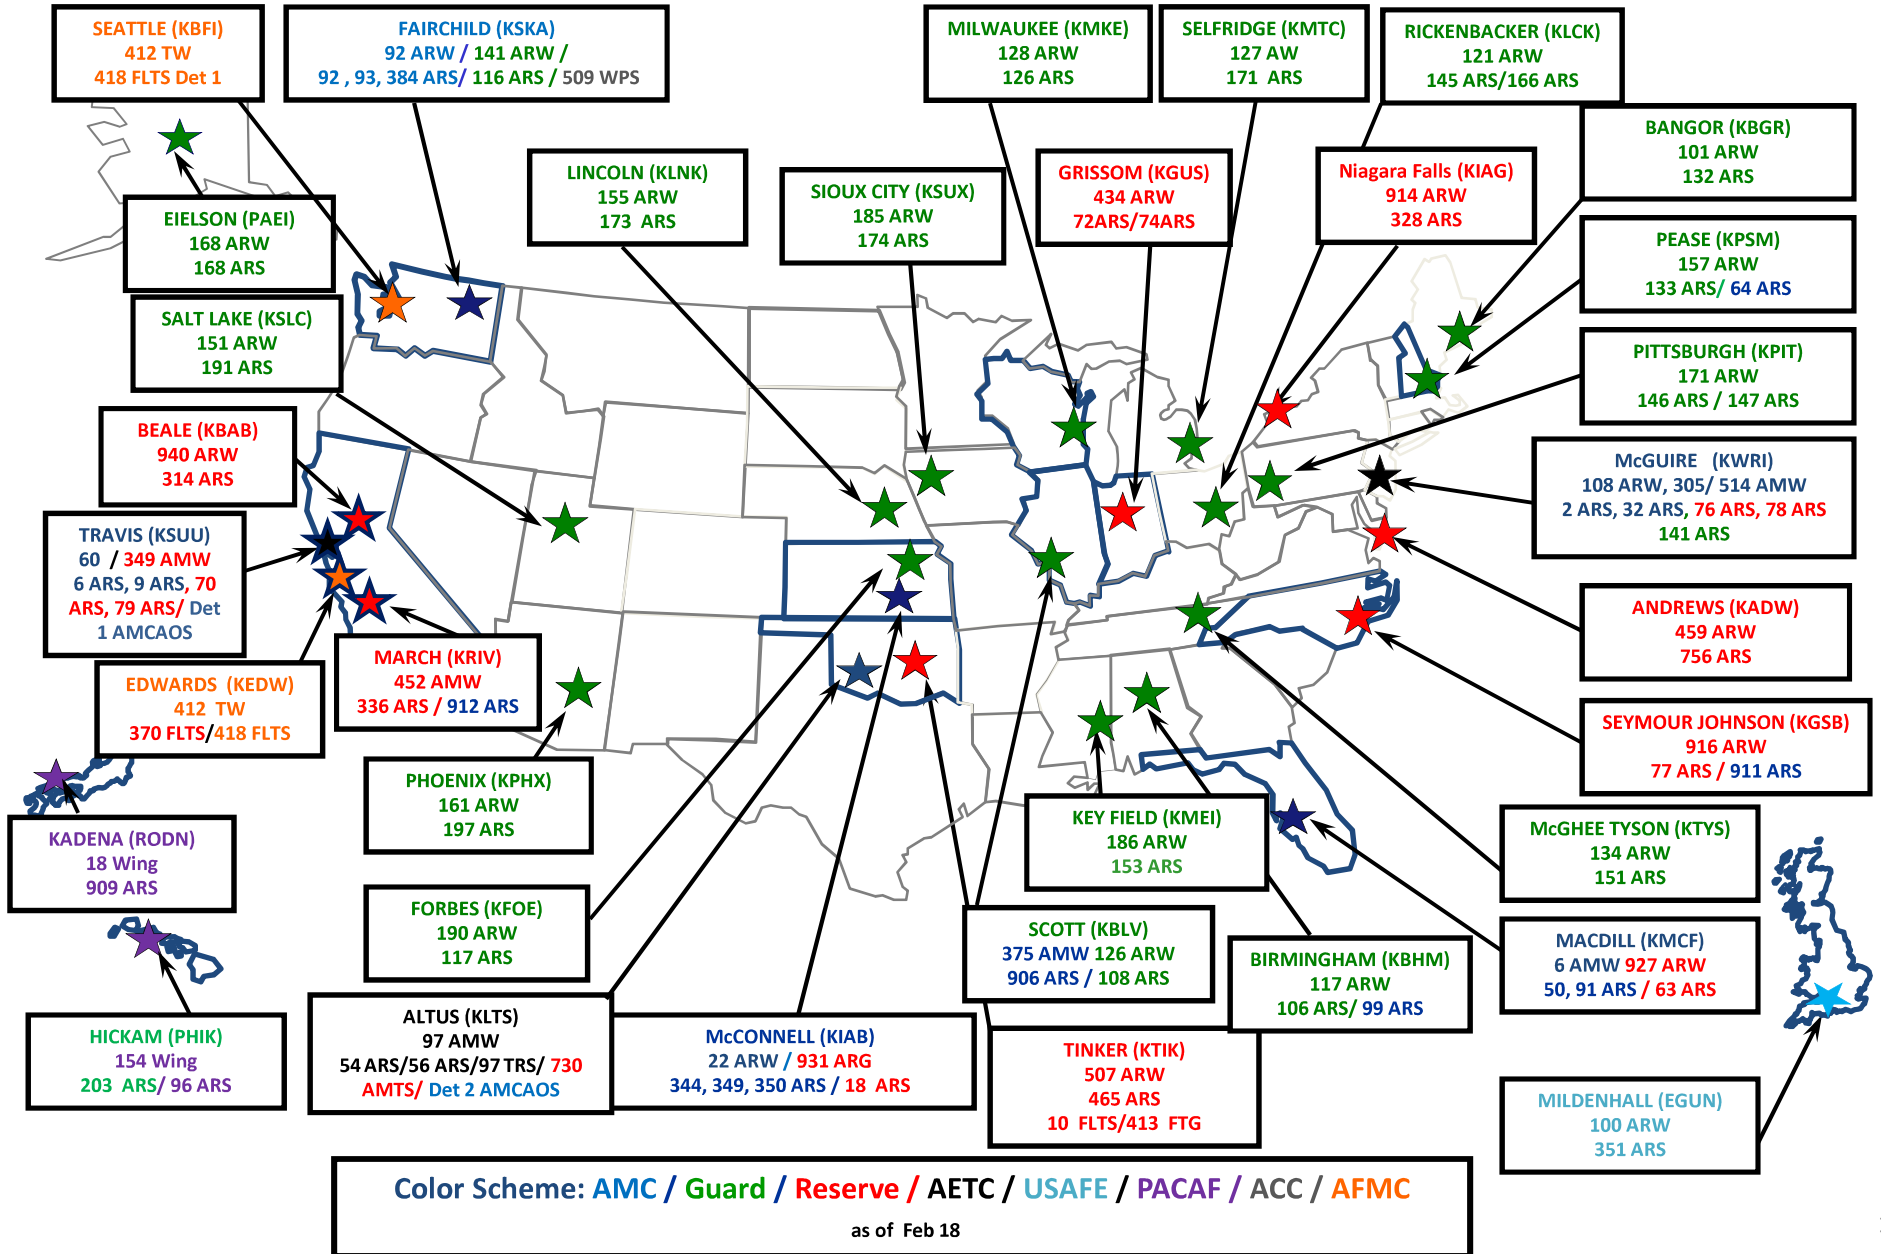 SEATTLE (KBFI)
412 TW
418 FLTS Det 1
FAIRCHILD (KSKA)
92 ARW / 141 ARW /
92 , 93, 384 ARS/ 116 ARS / 509 WPS
MILWAUKEE (KMKE)
128 ARW
126 ARS
SELFRIDGE (KMTC)
127 AW
171 ARS
RICKENBACKER (KLCK)
121 ARW
145 ARS/166 ARS
BANGOR (KBGR)
101 ARW
132 ARS
LINCOLN (KLNK)
155 ARW
173 ARS
SIOUX CITY (KSUX)
185 ARW
174 ARS
GRISSOM (KGUS)
434 ARW
72ARS/74ARS
Niagara Falls (KIAG)
914 ARW
328 ARS
EIELSON (PAEI)
168 ARW
168 ARS
PEASE (KPSM)
157 ARW
133 ARS/ 64 ARS
SALT LAKE (KSLC)
151 ARW
191 ARS
PITTSBURGH (KPIT)
171 ARW
146 ARS / 147 ARS
BEALE (KBAB)
940 ARW
314 ARS
McGUIRE (KWRI)
108 ARW, 305/ 514 AMW
2 ARS, 32 ARS, 76 ARS, 78 ARS
141 ARS
TRAVIS (KSUU)
60 / 349 AMW
6 ARS, 9 ARS, 70
ARS, 79 ARS/ Det
1 AMCAOS
ANDREWS (KADW)
459 ARW
756 ARS
MARCH (KRIV)
452 AMW
336 ARS / 912 ARS
EDWARDS (KEDW)
412 TW
370 FLTS/418 FLTS
SEYMOUR JOHNSON (KGSB)
916 ARW
77 ARS / 911 ARS
PHOENIX (KPHX)
161 ARW
197 ARS
KEY FIELD (KMEI)
186 ARW
153 ARS
McGHEE TYSON (KTYS)
134 ARW
151 ARS
KADENA (RODN)
18 Wing
909 ARS
FORBES (KFOE)
190 ARW
117 ARS
SCOTT (KBLV)
375 AMW 126 ARW
906 ARS / 108 ARS
BIRMINGHAM (KBHM)
117 ARW
106 ARS/ 99 ARS
MACDILL (KMCF)
6 AMW 927 ARW
50, 91 ARS / 63 ARS
HICKAM (PHIK)
154 Wing
203 ARS/ 96 ARS
ALTUS (KLTS)
97 AMW
54 ARS/56 ARS/97 TRS/ 730
AMTS/ Det 2 AMCAOS
McCONNELL (KIAB)
22 ARW / 931 ARG
344, 349, 350 ARS / 18 ARS
TINKER (KTIK)
507 ARW
465 ARS
10 FLTS/413 FTG
MILDENHALL (EGUN)
100 ARW
351 ARS
Color Scheme: AMC / Guard / Reserve / AETC / USAFE / PACAF / ACC / AFMC
as of Feb 18